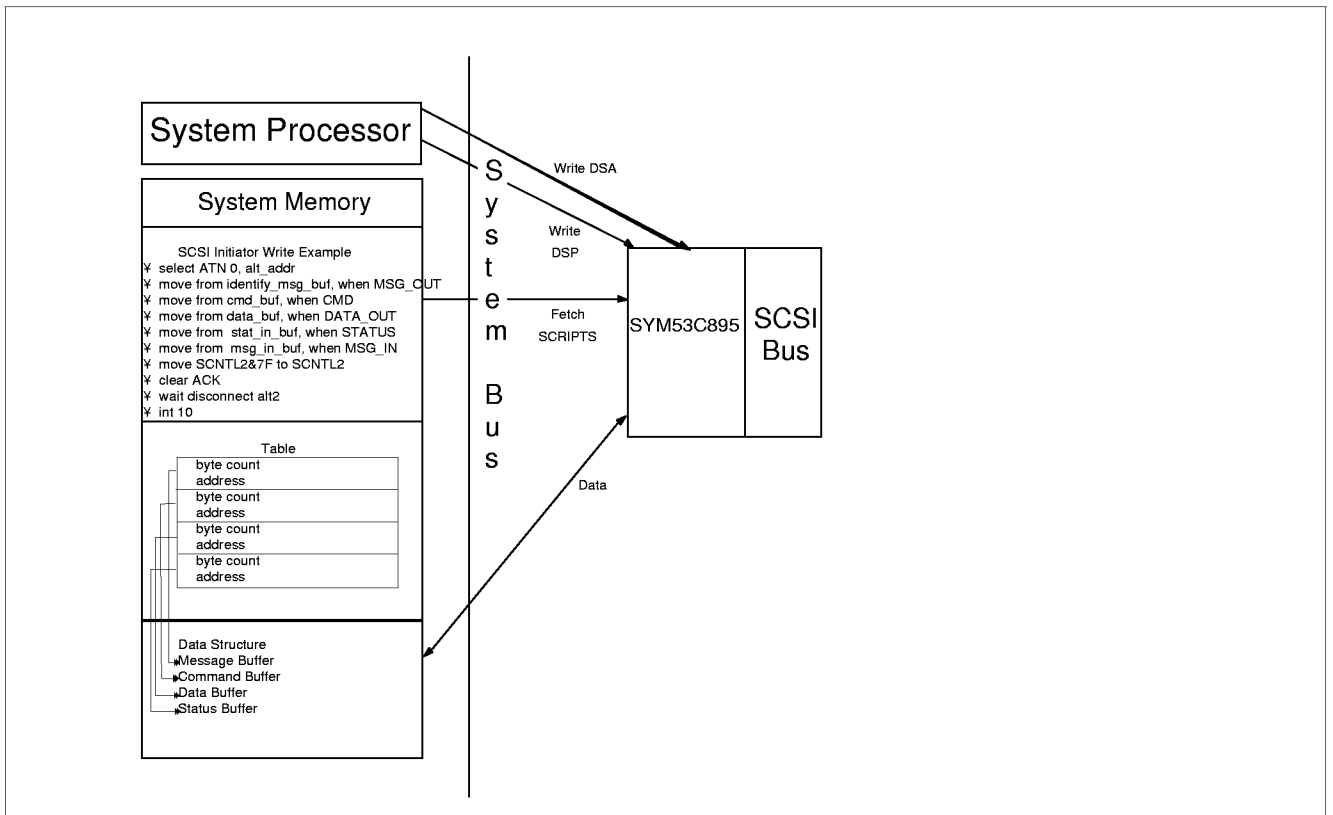 System Processor
System Memory
SCSI Initiator Write Example
¥ select ATN 0, alt_addr
¥ move from identify_msg_buf, when MSG_OUT
¥ move from cmd_buf, when CMD
¥ move from data_buf, when DATA_OUT
¥ move from stat_in_buf, when STATUS
¥ move from msg_in_buf, when MSG_IN
¥ move SCNTL2&7F to SCNTL2
¥ clear ACK
¥ wait disconnect alt2
¥ int 10
Table
byte count
address
byte count
address
byte count
address
byte count
address
Data Structure
Message Buffer
Command Buffer
Data Buffer
Status Buffer
System Bus
Write DSA
Write
DSP
Fetch
SCRIPTS
Data
SYM53C895
SCSI
Bus